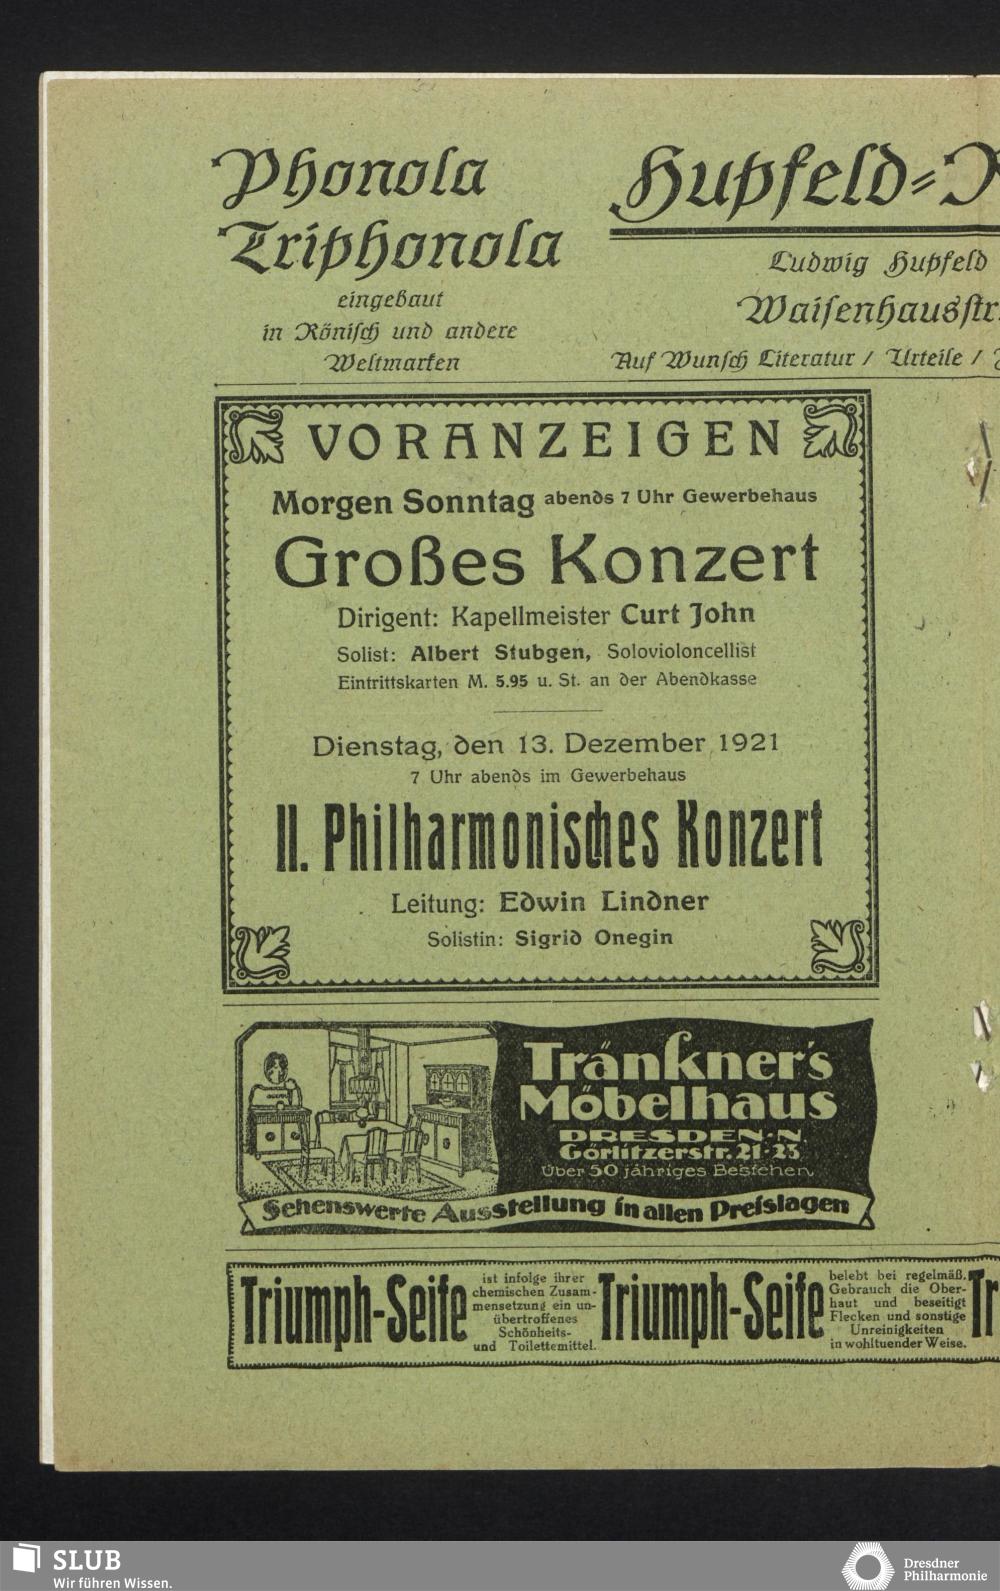 Phonola
Triphonola
eingebaut
in Rönisch und andere
Weltmarken
Hupfeld-
Ludwig Hupfeld
Waisenhausstr.
Auf Wunsch Literatur / Urteile /
VORANZEIGEN
Morgen Sonntag abends 7 Uhr Gewerbehaus
Großes Konzert
Dirigent: Kapellmeister Curt John
Solist: Albert Stubgen, Solovioloncellist
Eintrittskarten M. 5.95 u. St. an der Abendkasse
Dienstag, den 13. Dezember 1921
7 Uhr abends im Gewerbehaus
II. Philharmonisches Konzert
Leitung: Edwin Lindner
Solistin: Sigrid Onegin
Tränkner's
Möbelhaus
DRESDEN-N
Görlitzerstr. 21-23
Über 50 jähriges Bestehen
Sehenswerte Ausstellung in allen Preislagen
Triumph-Seife
ist infolge ihrer
chemischen Zusam-
mensetzung ein un-
übertroffenes
Schönheits-
und Toilettemittel.
Triumph-Seife
belebt bei regelmäß.
Gebrauch die Ober-
haut und beseitigt
Flecken und sonstige
Unreinigkeiten
in wohltuender Weise.
Tr
SLUB
Wir führen Wissen.
Dresdner
Philharmonie